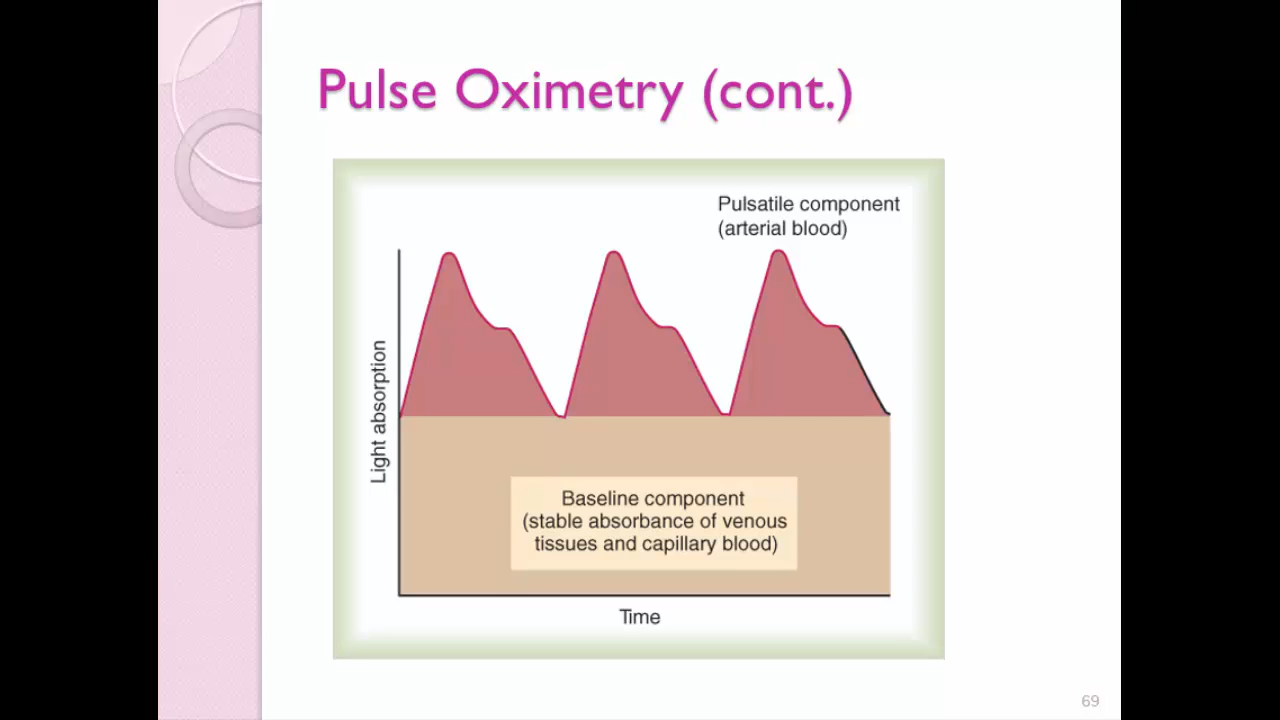 Pulse Oximetry (cont.)
Pulsatile component
(arterial blood)
Light absorption
Baseline component
(stable absorbance of venous
tissues and capillary blood)
Time
69